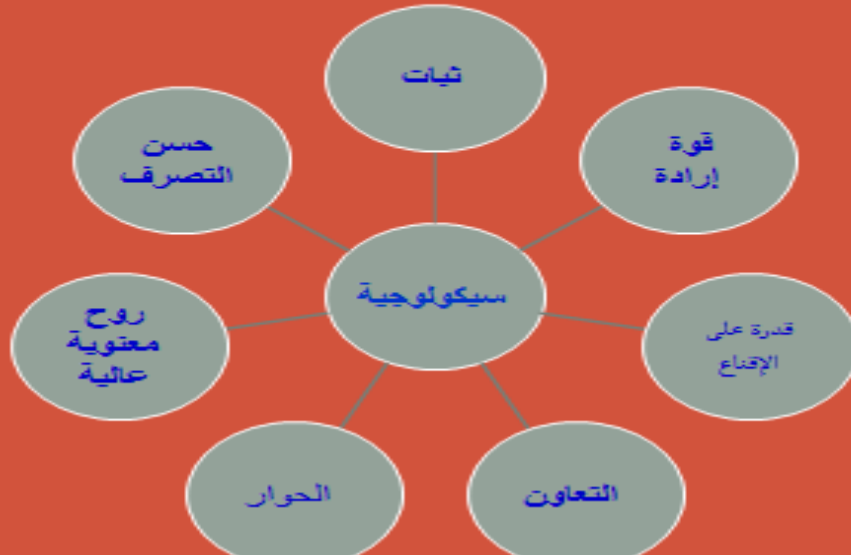 ثبات
قوة
إرادة
حسن
التصرف
سيكولوجية
قدرة على
الإقناع
روح
معنوية
عالية
التعاون
الحوار